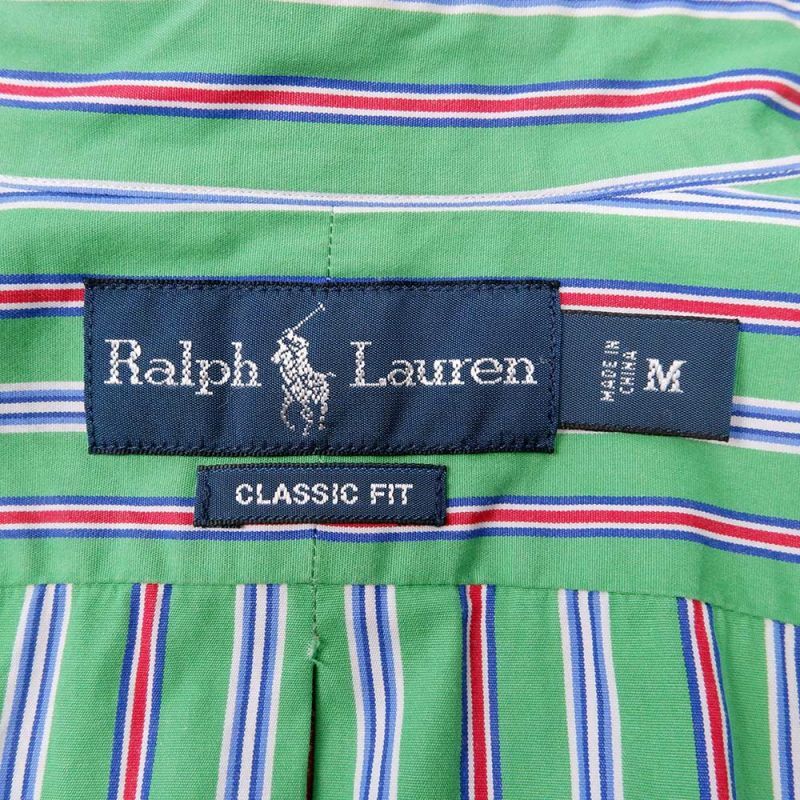 Ralph Lauren
MADE IN
CHINA
M
CLASSIC FIT